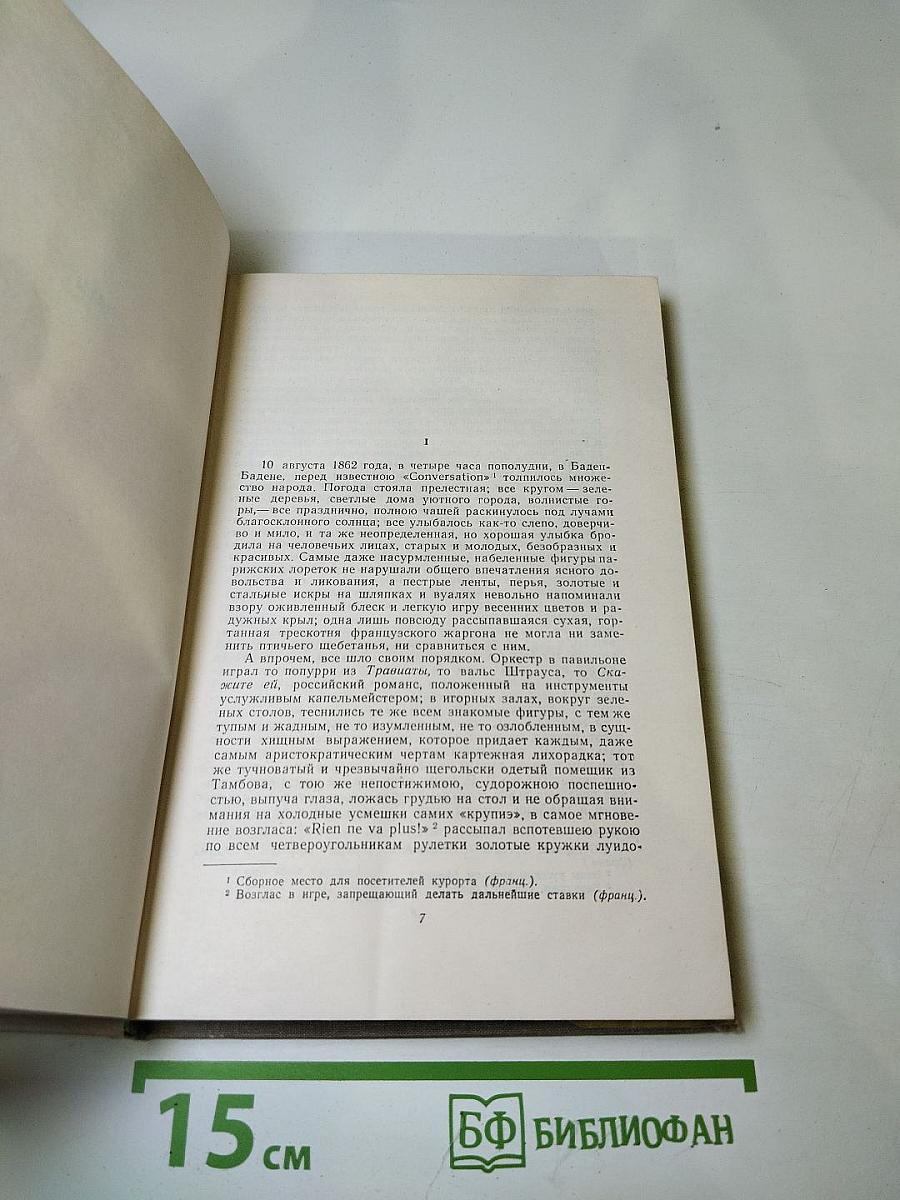 I
10 августа 1862 года, в четыре часа пополудни, в Баден-
Бадене, перед известною «Conversation»¹ толпилось множе-
ство народа. Погода стояла прелестная; все кругом — зеле-
ные деревья, светлые дома уютного города, волнистые го-
ры,— все празднично, полною чашей раскинулось под лучами
благосклонного солнца; все улыбалось как-то слепо, доверчи-
во и мило, и та же неопределенная, но хорошая улыбка бро-
дила на человечьих лицах, старых и молодых, безобразных и
красивых. Самые даже насурмленные, набеленные фигуры па-
рижских лореток не нарушали общего впечатления ясного до-
вольства и ликования, а пестрые ленты, перья, золотые и
стальные искры на шляпках и вуалях невольно напоминали
взору оживленный блеск и легкую игру весенних цветов и ра-
дужных крыл; одна лишь повсюду рассыпавшаяся сухая, гор-
танная трескотня французского жаргона не могла ни заме-
нить птичьего щебетанья, ни сравниться с ним.
А впрочем, все шло своим порядком. Оркестр в павильоне
играл то попурри из Травиаты, то вальс Штрауса, то Ска-
жите ей, российский романс, положенный на инструменты
услужливым капельмейстером; в игорных залах, вокруг зеле-
ных столов, теснились те же всем знакомые фигуры, с тем же
тупым и жадным, не то изумленным, не то озлобленным, в сущ-
ности хищным выражением, которое придает каждым, даже
самым аристократическим чертам картежная лихорадка; тот
же тучноватый и чрезвычайно щегольски одетый помещик из
Тамбова, с тою же непостижимою, судорожною поспешно-
стью, выпуча глаза, ложась грудью на стол и не обращая вни-
мания на холодные усмешки самих «крупиэ», в самое мгнове-
ние возгласа: «Rien ne va plus!» ² рассыпал вспотевшею рукою
по всем четвероугольникам рулетки золотые кружки луидо-
¹ Сборное место для посетителей курорта (франц.).
² Возглас в игре, запрещающий делать дальнейшие ставки (франц.).
7
15 см
БФ БИБЛИОФАН